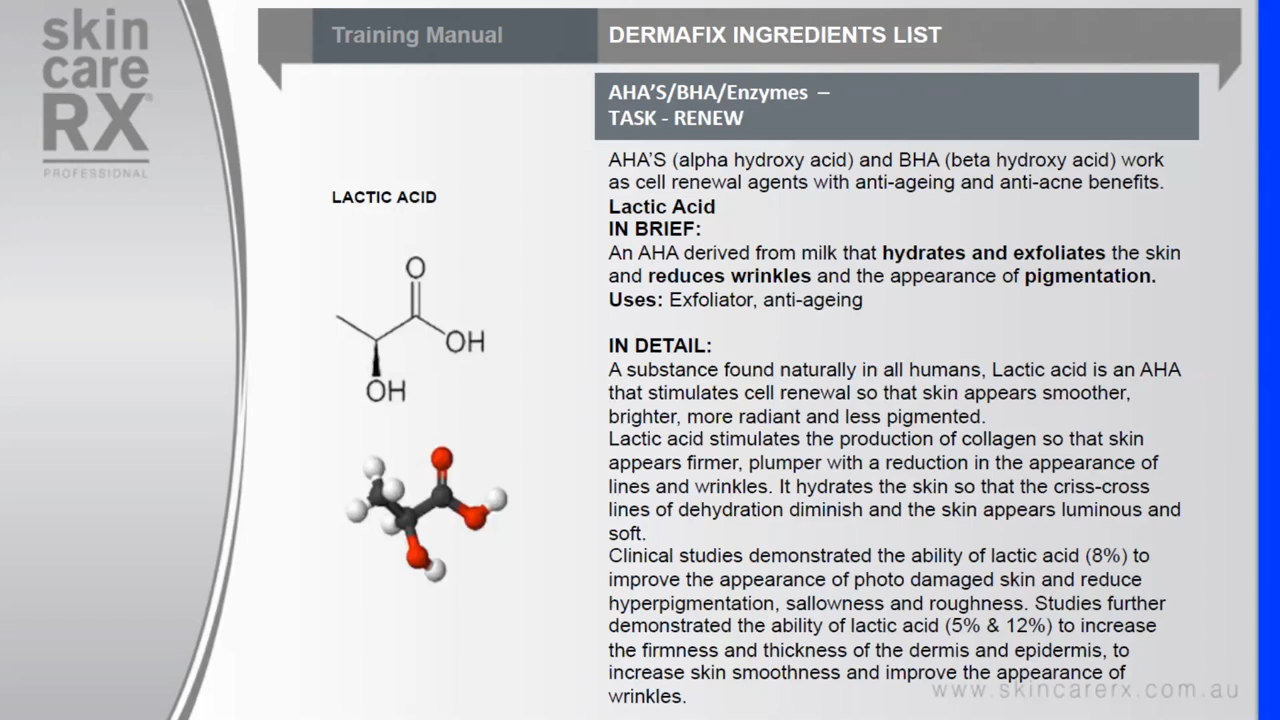 skin
care
RX®
PROFESSIONAL
Training Manual
DERMAFIX INGREDIENTS LIST
AHA'S/BHA/Enzymes –
TASK - RENEW
LACTIC ACID
O
OH
OH
AHA'S (alpha hydroxy acid) and BHA (beta hydroxy acid) work
as cell renewal agents with anti-ageing and anti-acne benefits.
Lactic Acid
IN BRIEF:
An AHA derived from milk that hydrates and exfoliates the skin
and reduces wrinkles and the appearance of pigmentation.
Uses: Exfoliator, anti-ageing
IN DETAIL:
A substance found naturally in all humans, Lactic acid is an AHA
that stimulates cell renewal so that skin appears smoother,
brighter, more radiant and less pigmented.
Lactic acid stimulates the production of collagen so that skin
appears firmer, plumper with a reduction in the appearance of
lines and wrinkles. It hydrates the skin so that the criss-cross
lines of dehydration diminish and the skin appears luminous and
soft.
Clinical studies demonstrated the ability of lactic acid (8%) to
improve the appearance of photo damaged skin and reduce
hyperpigmentation, sallowness and roughness. Studies further
demonstrated the ability of lactic acid (5% & 12%) to increase
the firmness and thickness of the dermis and epidermis, to
increase skin smoothness and improve the appearance of
wrinkles.
www.skincarerx.com.au